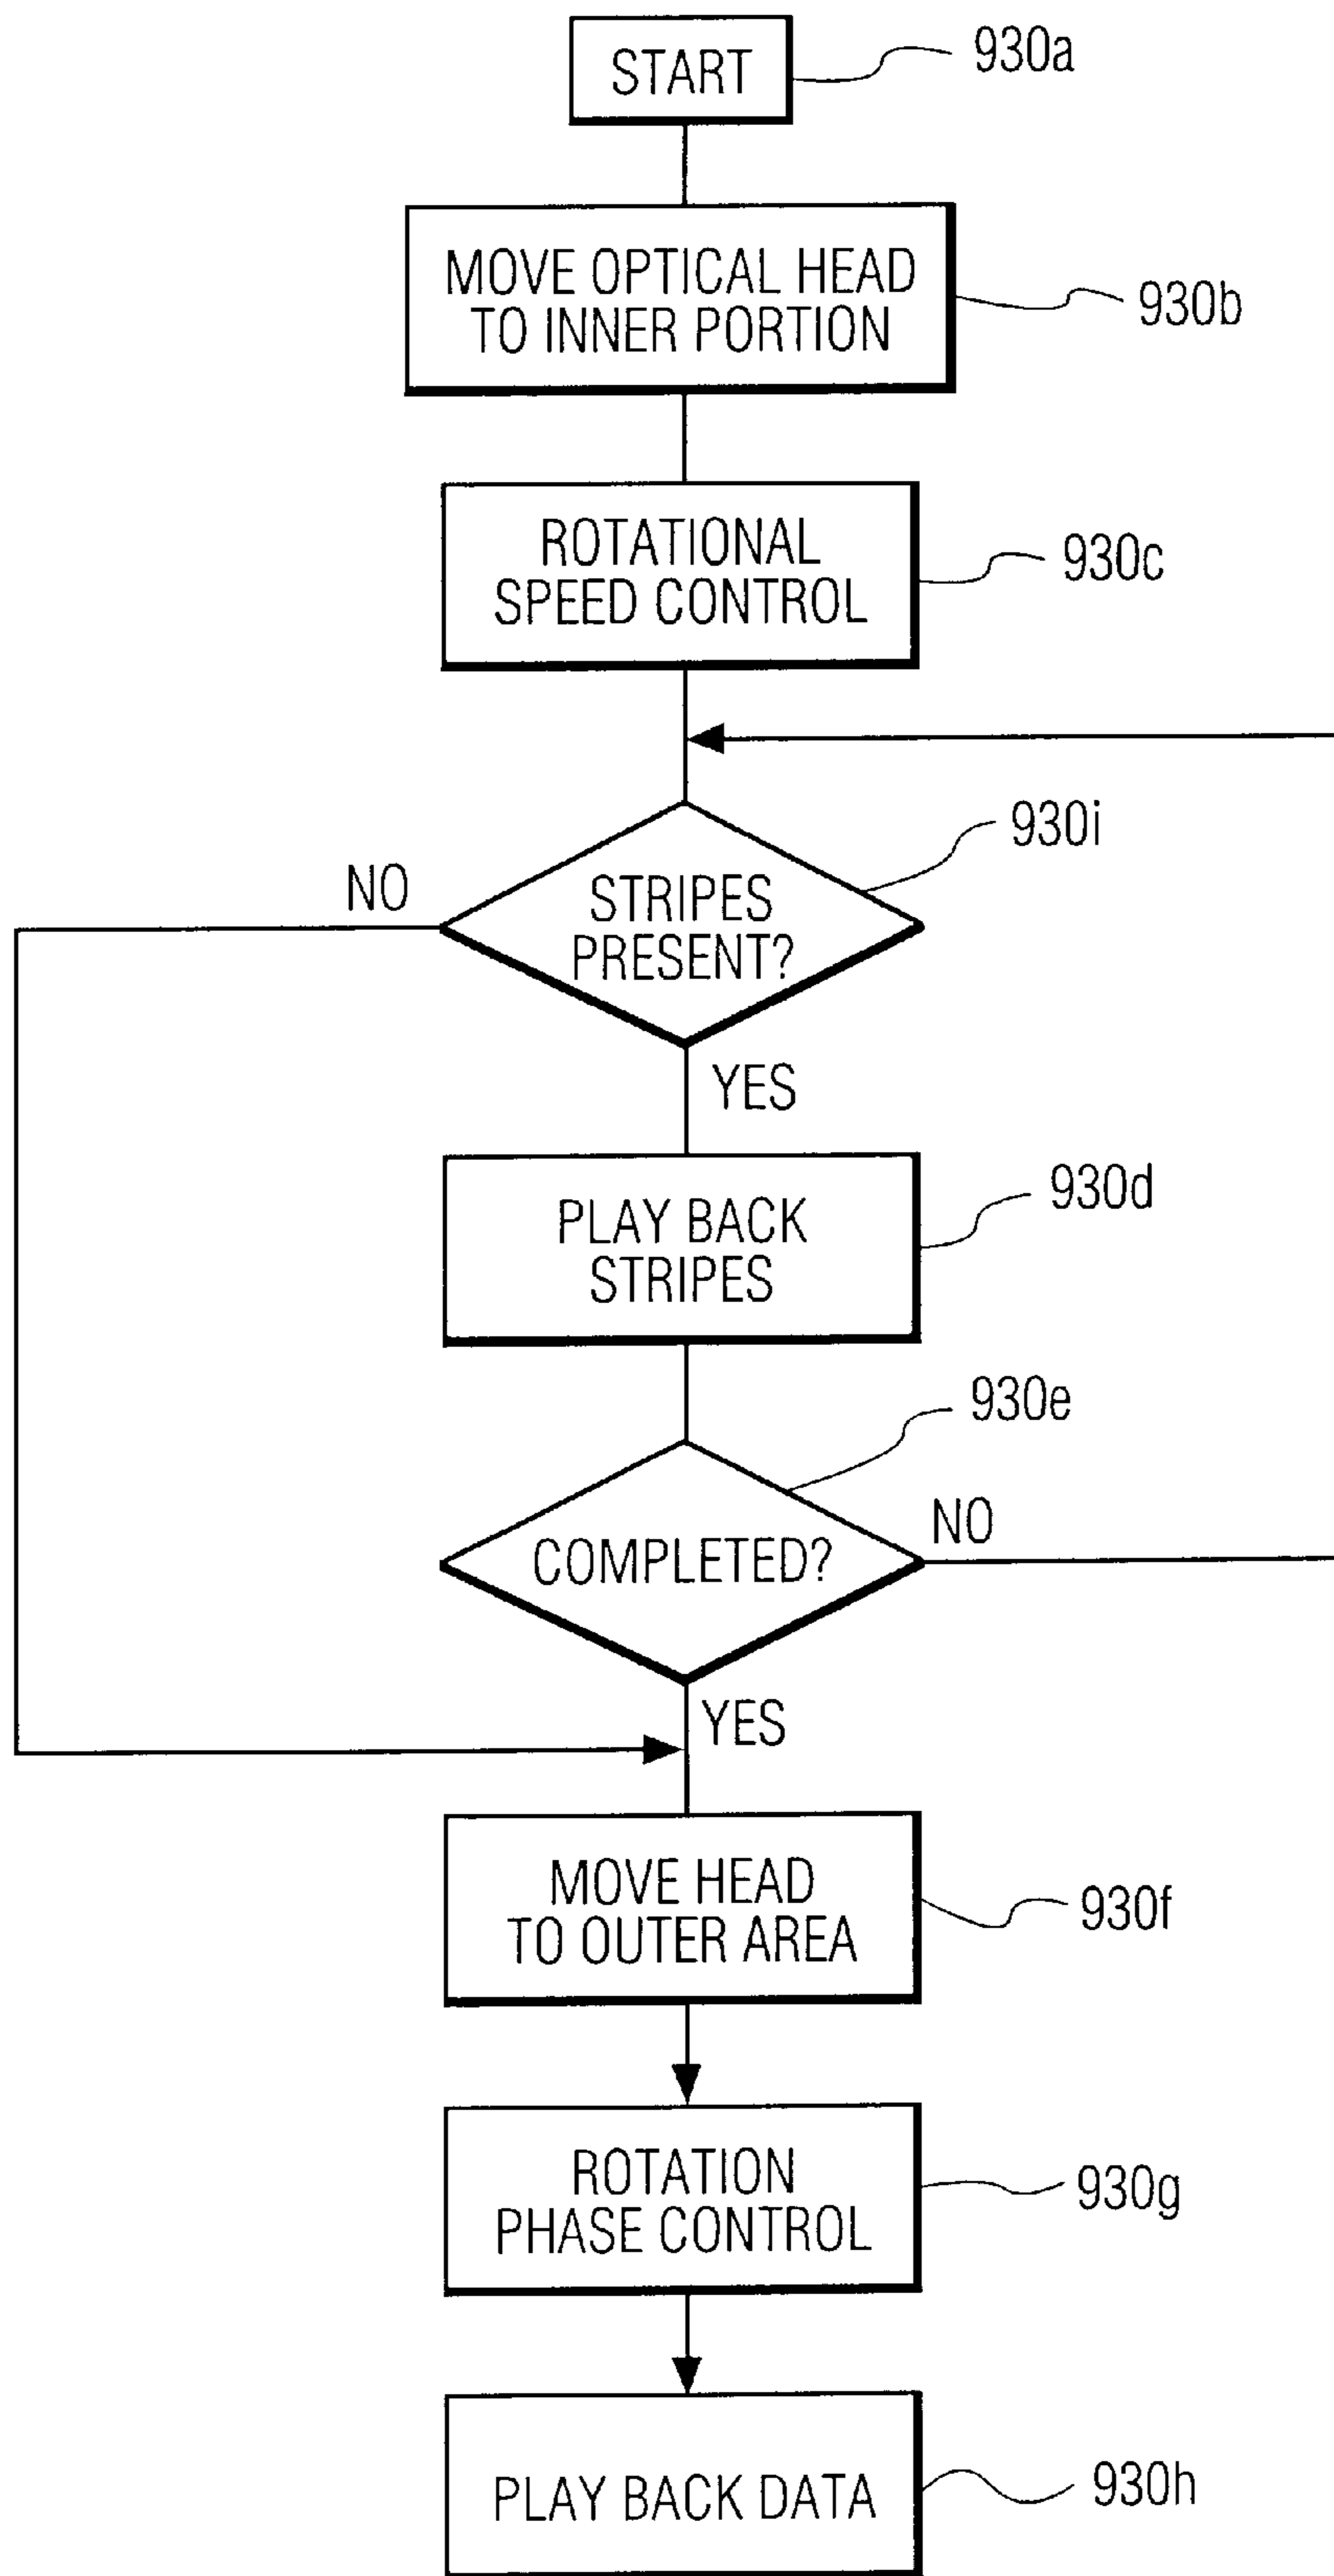 START
930a
MOVE OPTICAL HEAD
TO INNER PORTION
930b
ROTATIONAL
SPEED CONTROL
930c
930i
NO
STRIPES
PRESENT?
YES
PLAY BACK
STRIPES
930d
930e
COMPLETED?
NO
YES
MOVE HEAD
TO OUTER AREA
930f
ROTATION
PHASE CONTROL
930g
PLAY BACK DATA
930h